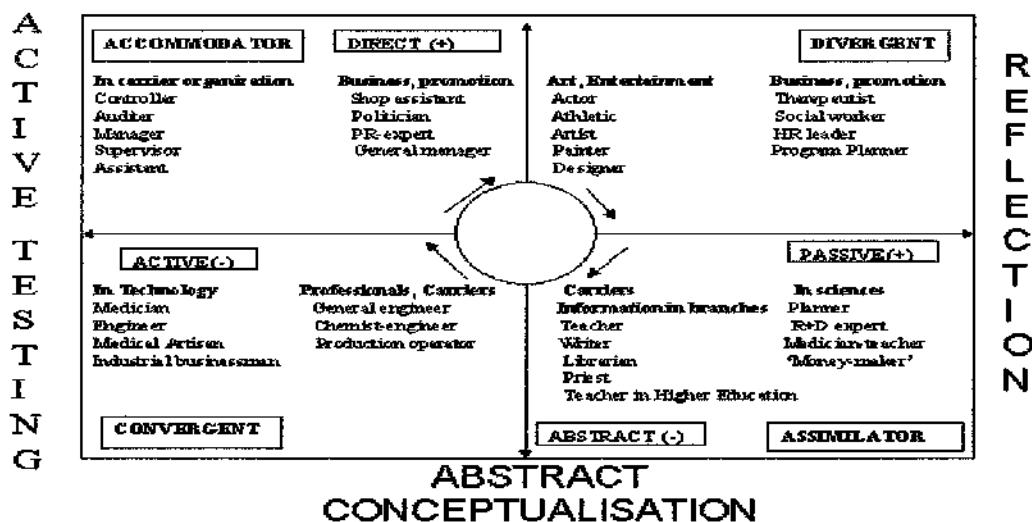 ACTIVE TESTING
ACCOMMODATOR
In carrier organization
Controller
Auditer
Manager
Supervisor
Assistant
DIRECT (+)
Business, promotion
Shop assistant
Politician
PR-expert
General manager
Art, Entertainment
Actor
Athletic
Artist
Painter
Designer
DIVERGENT
Business, promotion
Therapeutist
Social worker
HR leader
Program Planner
REFLECTION
ACTIVE(-)
In Technology
Medician
Engineer
Medical Artisan
Industrial businessman
CONVERGENT
Professionals, Carriers
General engineer
Chemist-engineer
Production operator
Carriers
Information in branches
Teacher
Writer
Librarian
Priest
Teacher in Higher Education
ABSTRACT (-)
PASSIVE(+)
In sciences
Planner
R+D expert
Medician-teacher
'Money-maker'
ASSIMILATOR
ABSTRACT
CONCEPTUALISATION